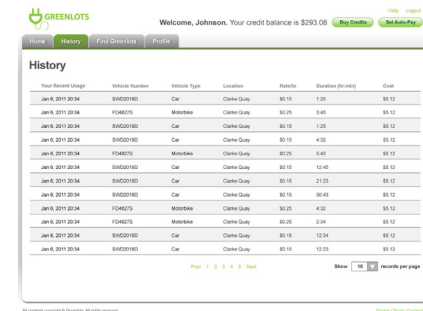 GREENLOTS
Help Logout
Welcome, Johnson. Your credit balance is $293.08 Buy Credits Set Auto-Pay
Home History Find Greenlots Profile
History
Your Recent Usage Vehicle Number Vehicle Type Location Rate/hr Duration (hr:min) Cost
Jan 6, 2011 20:34 SWD2019D Car Clarke Quay $0.15 1:25 $5.12
Jan 6, 2011 20:34 FD4827S Motorbike Clarke Quay $0.25 3:45 $5.12
Jan 6, 2011 20:34 SWD2019D Car Clarke Quay $0.15 1:25 $5.12
Jan 6, 2011 20:34 SWD2019D Car Clarke Quay $0.15 4:32 $5.12
Jan 6, 2011 20:34 FD4827S Motorbike Clarke Quay $0.25 5:43 $5.12
Jan 6, 2011 20:34 SWD2019D Car Clarke Quay $0.15 12:45 $5.12
Jan 6, 2011 20:34 SWD2019D Car Clarke Quay $0.15 21:23 $5.12
Jan 6, 2011 20:34 SWD2019D Car Clarke Quay $0.15 50:43 $5.12
Jan 6, 2011 20:34 FD4827S Motorbike Clarke Quay $0.25 4:32 $5.12
Jan 6, 2011 20:34 FD4827S Motorbike Clarke Quay $0.25 2:34 $5.12
Jan 6, 2011 20:34 SWD2019D Car Clarke Quay $0.15 12:34 $5.12
Jan 6, 2011 20:34 SWD2019D Car Clarke Quay $0.15 12:23 $5.12
Prev 1 2 3 4 5 Next Show 10 records per page